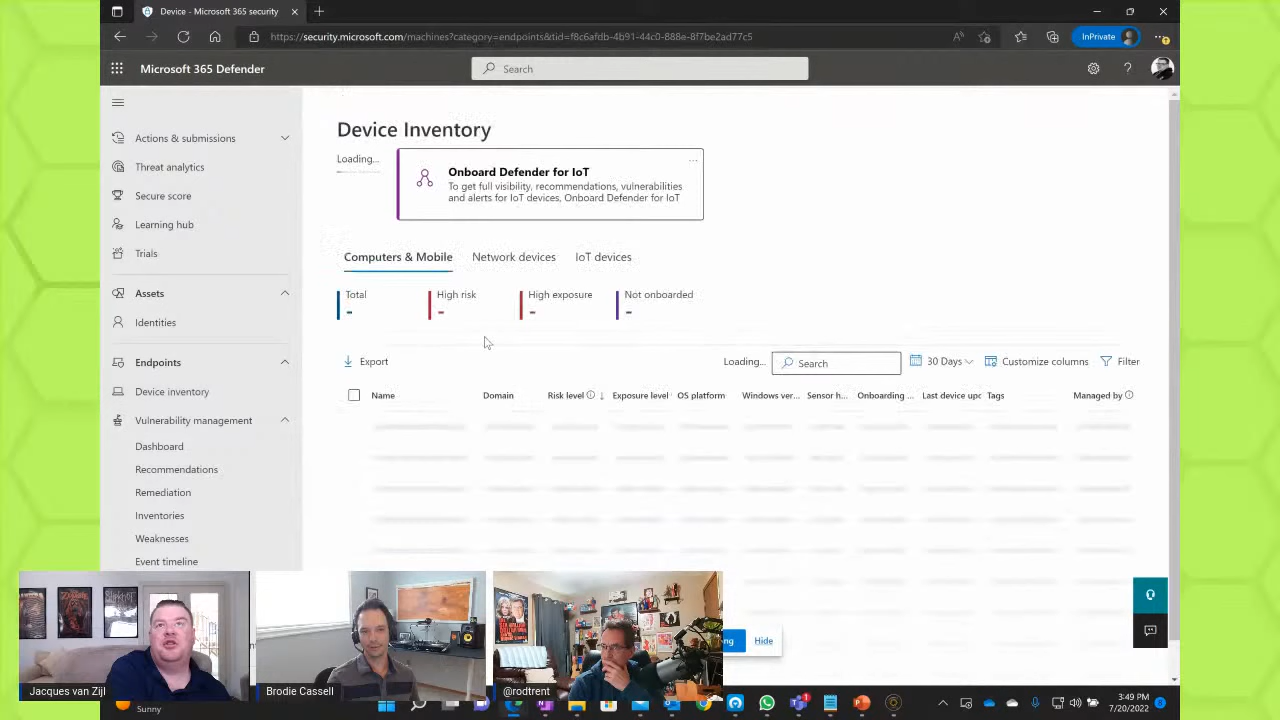 Device - Microsoft 365 security
https://security.microsoft.com/machines?category=endpoints&tid=f8c6afdb-4b91-44c0-888e-8f7be2ad77c5
InPrivate
Microsoft 365 Defender
Search
Actions & submissions
Threat analytics
Secure score
Learning hub
Trials
Assets
Identities
Endpoints
Device inventory
Vulnerability management
Dashboard
Recommendations
Remediation
Inventories
Weaknesses
Event timeline
Device Inventory
Loading...
Onboard Defender for IoT
To get full visibility, recommendations, vulnerabilities
and alerts for IoT devices, Onboard Defender for IoT
Computers & Mobile Network devices IoT devices
Total High risk High exposure Not onboarded
- - - -
Export Loading... Search 30 Days Customize columns Filter
Name Domain Risk level Exposure level OS platform Windows ver... Sensor h... Onboarding ... Last device upd Tags Managed by
ng Hide
SLIPKNOT
Jacques van Zijl
Brodie Cassell
@rodtrent
Sunny
1
3:49 PM
7/20/2022